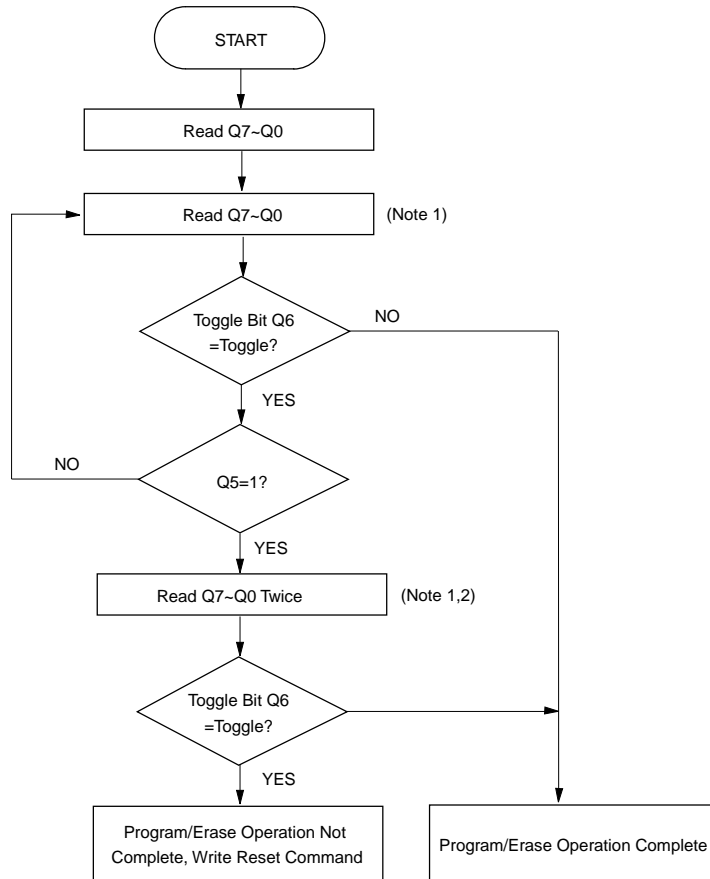 START
Read Q7~Q0
Read Q7~Q0
(Note 1)
Toggle Bit Q6
=Toggle?
NO
YES
NO
Q5=1?
YES
Read Q7~Q0 Twice
(Note 1,2)
Toggle Bit Q6
=Toggle?
YES
Program/Erase Operation Not
Complete, Write Reset Command
Program/Erase Operation Complete